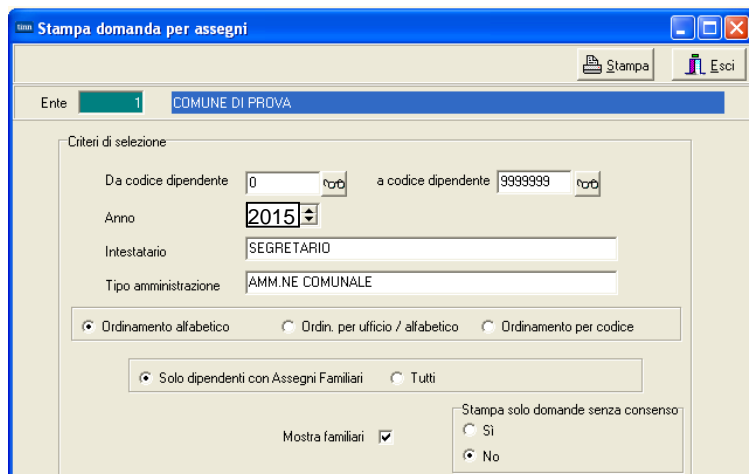 tinn Stampa domanda per assegni
Stampa Esci
Ente 1 COMUNE DI PROVA
Criteri di selezione
Da codice dipendente 0 a codice dipendente 9999999
Anno 2015
Intestatario SEGRETARIO
Tipo amministrazione AMM.NE COMUNALE
Ordinamento alfabetico Ordin. per ufficio / alfabetico Ordinamento per codice
Solo dipendenti con Assegni Familiari Tutti
Stampa solo domande senza consenso
Mostra familiari
Sì
No